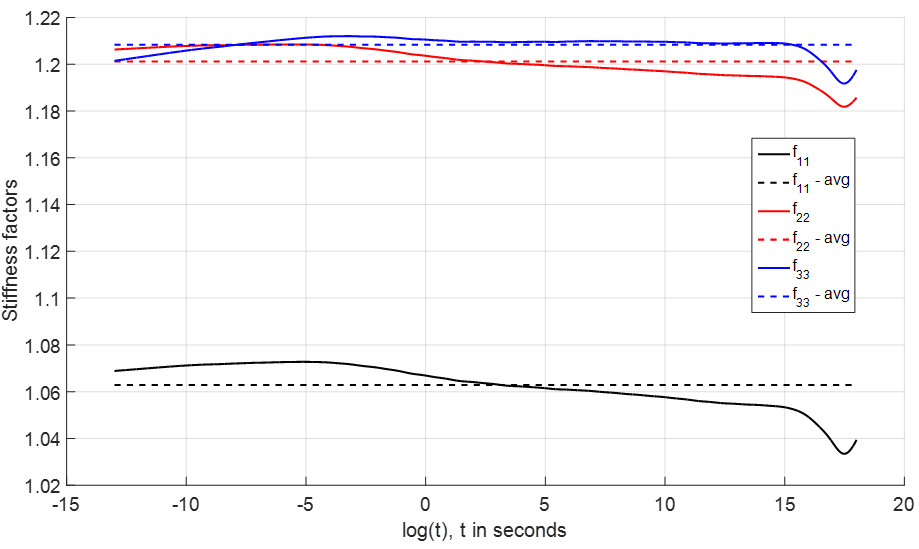 1.22
1.2
1.18
1.16
1.14
1.12
1.1
1.08
1.06
1.04
1.02
Stiffness factors
-15
-10
-5
0
5
10
15
20
log(t), t in seconds
f11
f11 - avg
f22
f22 - avg
f33
f33 - avg